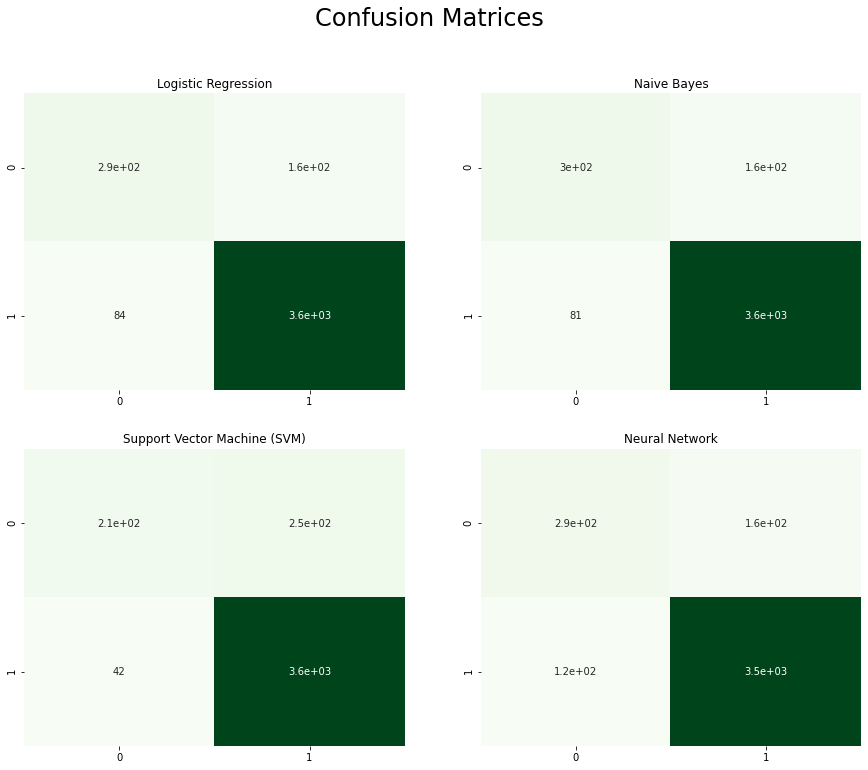 Confusion Matrices
Logistic Regression
Naive Bayes
0
2.9e+02
1.6e+02
0
3e+02
1.6e+02
1
84
3.6e+03
1
81
3.6e+03
0
1
0
1
Support Vector Machine (SVM)
Neural Network
0
2.1e+02
2.5e+02
0
2.9e+02
1.6e+02
1
42
3.6e+03
1
1.2e+02
3.5e+03
0
1
0
1